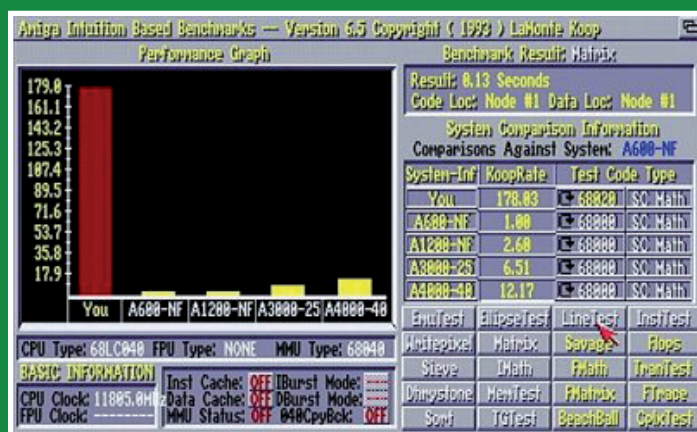 Amiga Intuition Based Benchmarks — Version 6.5 Copyright ( 1993 ) LaMonte Koop
Performance Graph
179.0
161.1
143.2
125.3
107.4
89.5
71.6
53.7
35.8
17.9
You A600-NF A1200-NF A3000-25 A4000-40
CPU Type: 68LC040 FPU Type: NONE MMU Type: 68040
BASIC INFORMATION
CPU Clock: 11805.0MHz
FPU Clock: --------
Inst Cache: OFF IBurst Mode: ---
Data Cache: OFF DBurst Mode: ---
MMU Status: OFF 040CpyBck: OFF
Benchmark Result: Matrix
Result: 0.13 Seconds
Code Loc: Node #1 Data Loc: Node #1
System Comparison Information
Comparisons Against System: A600-NF
System-Inf KoopRate Test Code Type
You 178.03 68020 SC Math
A600-NF 1.00 68000 SC Math
A1200-NF 2.60 68000 SC Math
A3000-25 6.51 68000 SC Math
A4000-40 12.17 68000 SC Math
EmuTest EllipseTest LineTest InstTest
Writepixel Matrix Savage Flops
Sieve IMath FMath TranTest
Dhrystone MemTest FMatrix FTrace
Sort TGTest BeachBall CplxTest